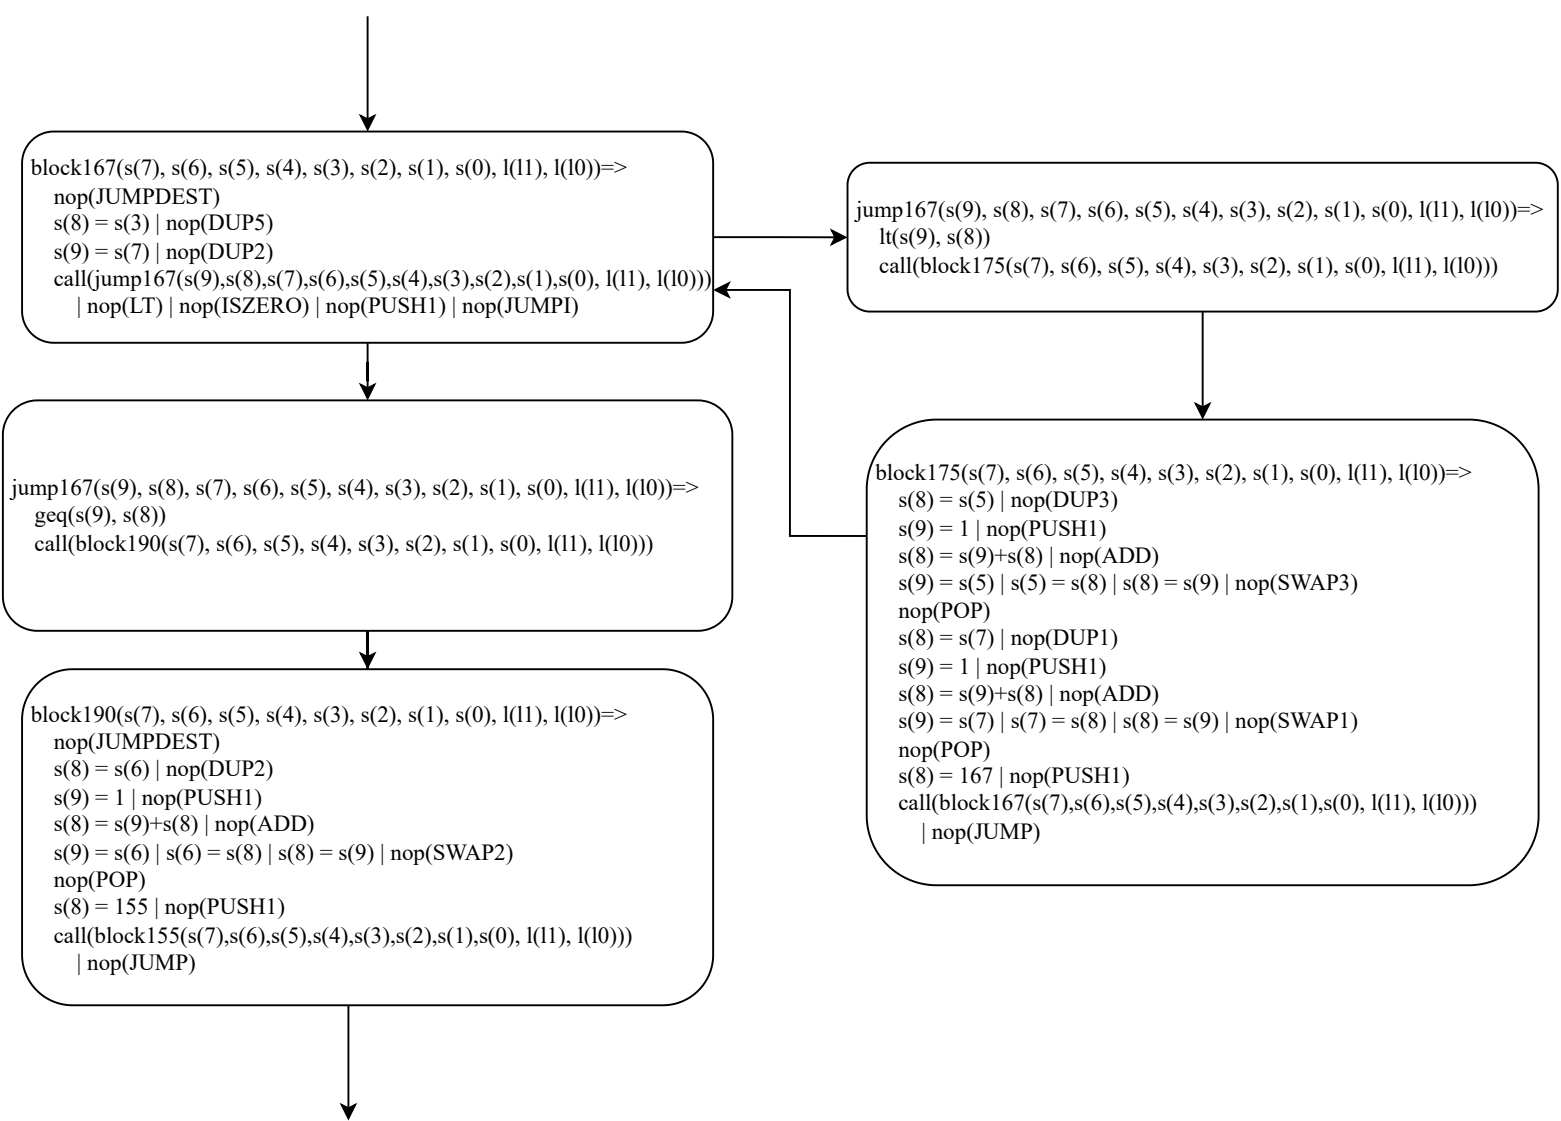 block167(s(7), s(6), s(5), s(4), s(3), s(2), s(1), s(0), l(l1), l(l0))=>
nop(JUMPDEST)
s(8) = s(3) | nop(DUP5)
s(9) = s(7) | nop(DUP2)
call(jump167(s(9),s(8),s(7),s(6),s(5),s(4),s(3),s(2),s(1),s(0), l(l1), l(l0)))
| nop(LT) | nop(ISZERO) | nop(PUSH1) | nop(JUMPI)
jump167(s(9), s(8), s(7), s(6), s(5), s(4), s(3), s(2), s(1), s(0), l(l1), l(l0))=>
lt(s(9), s(8))
call(block175(s(7), s(6), s(5), s(4), s(3), s(2), s(1), s(0), l(l1), l(l0)))
jump167(s(9), s(8), s(7), s(6), s(5), s(4), s(3), s(2), s(1), s(0), l(l1), l(l0))=>
geq(s(9), s(8))
call(block190(s(7), s(6), s(5), s(4), s(3), s(2), s(1), s(0), l(l1), l(l0)))
block175(s(7), s(6), s(5), s(4), s(3), s(2), s(1), s(0), l(l1), l(l0))=>
s(8) = s(5) | nop(DUP3)
s(9) = 1 | nop(PUSH1)
s(8) = s(9)+s(8) | nop(ADD)
s(9) = s(5) | s(5) = s(8) | s(8) = s(9) | nop(SWAP3)
nop(POP)
s(8) = s(7) | nop(DUP1)
s(9) = 1 | nop(PUSH1)
s(8) = s(9)+s(8) | nop(ADD)
s(9) = s(7) | s(7) = s(8) | s(8) = s(9) | nop(SWAP1)
nop(POP)
s(8) = 167 | nop(PUSH1)
call(block167(s(7),s(6),s(5),s(4),s(3),s(2),s(1),s(0), l(l1), l(l0)))
| nop(JUMP)
block190(s(7), s(6), s(5), s(4), s(3), s(2), s(1), s(0), l(l1), l(l0))=>
nop(JUMPDEST)
s(8) = s(6) | nop(DUP2)
s(9) = 1 | nop(PUSH1)
s(8) = s(9)+s(8) | nop(ADD)
s(9) = s(6) | s(6) = s(8) | s(8) = s(9) | nop(SWAP2)
nop(POP)
s(8) = 155 | nop(PUSH1)
call(block155(s(7),s(6),s(5),s(4),s(3),s(2),s(1),s(0), l(l1), l(l0)))
| nop(JUMP)